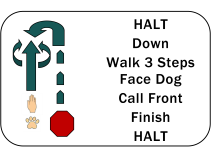 HALT
Down
Walk 3 Steps
Face Dog
Call Front
Finish
HALT